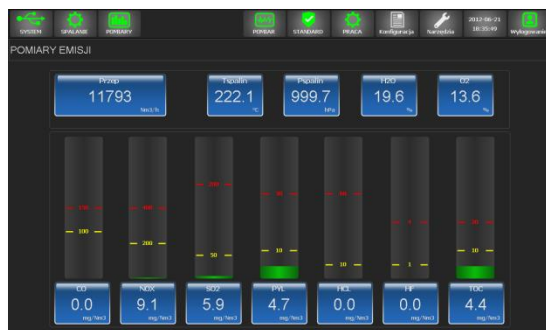 SYSTEM SPALANIE POMIARY POMIAR STANDARD PRACA Konfiguracja Narzędzia 2012-06-21 Wylogowanie
10:35:49
POMIARY EMISJI
Przep Tspalin Pspalin H2O O2
11793 222.1 999.7 19.6 13.6
Nm3/h °C hPa % %
200
10
4
100
200
50 10 10
10 1
CO NOX SO2 PYŁ HCL HF TOC
0.0 9.1 5.9 4.7 0.0 0.0 4.4
mg/Nm3 mg/Nm3 mg/Nm3 mg/Nm3 mg/Nm3 mg/Nm3 mg/Nm3